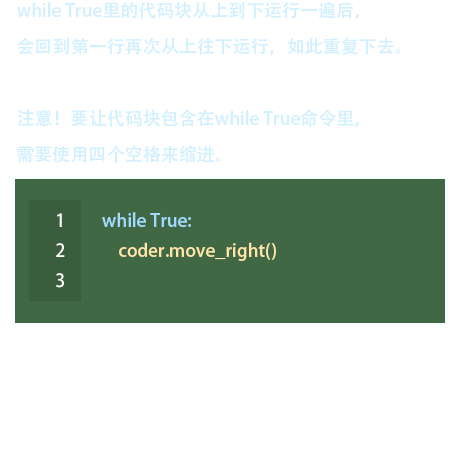 while True里的代码块从上到下运行一遍后，
会回到第一行再次从上往下运行，如此重复下去。
注意！要让代码块包含在while True命令里，
需要使用四个空格来缩进。
1 while True:
2     coder.move_right()
3